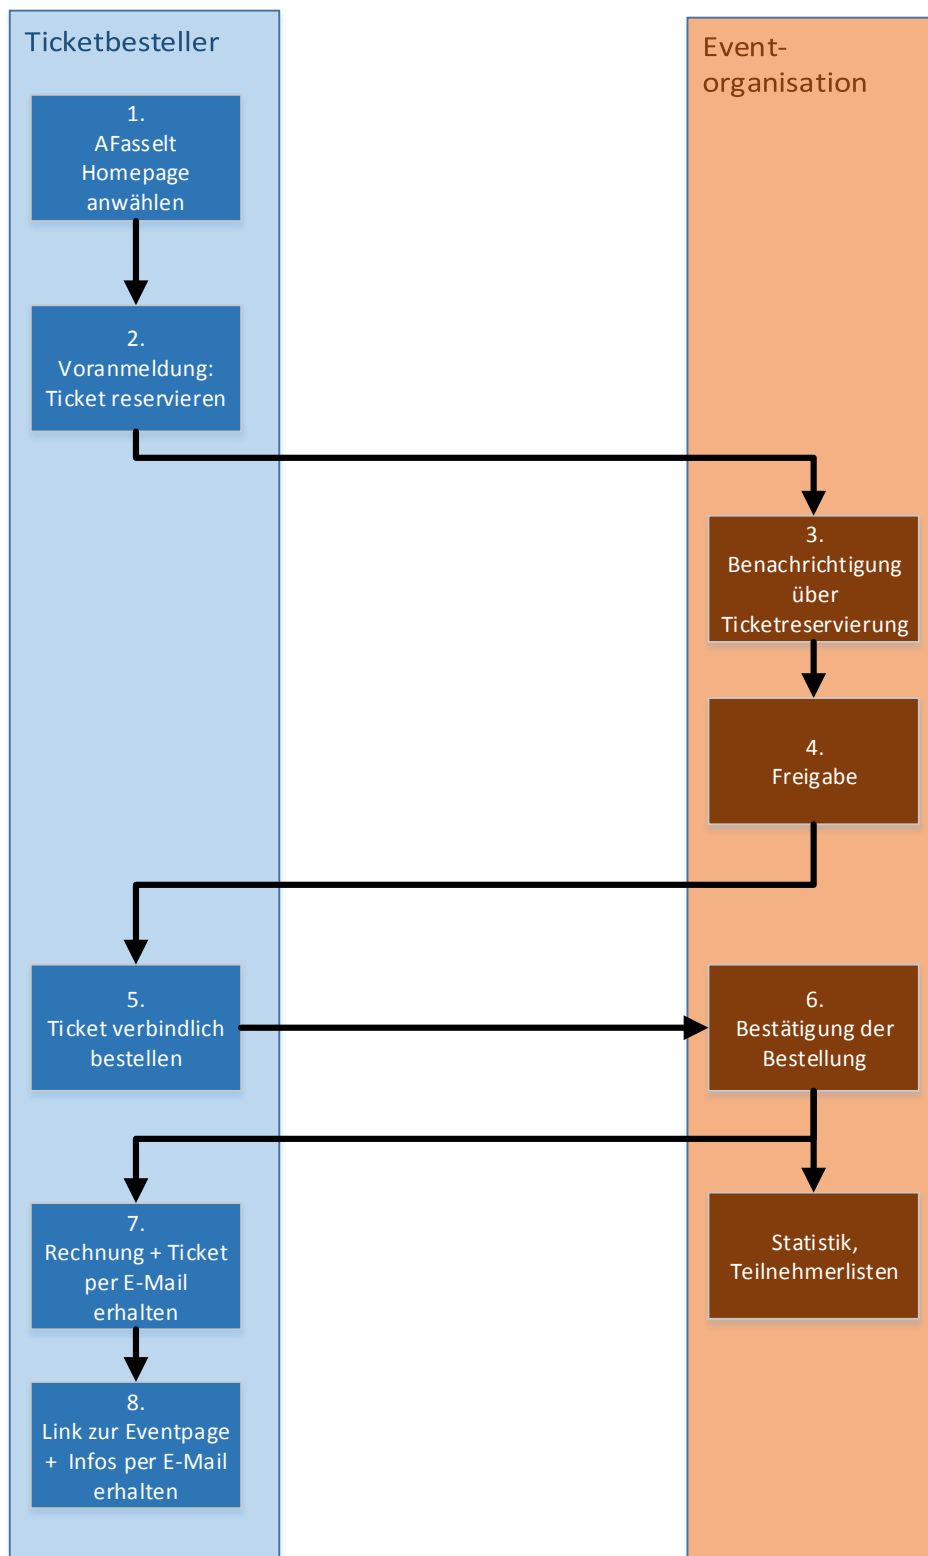 Ticketbesteller
Event-
organisation
1.
AFasselt
Homepage
anwählen
2.
Voranmeldung:
Ticket reservieren
3.
Benachrichtigung
über
Ticketreservierung
4.
Freigabe
5.
Ticket verbindlich
bestellen
6.
Bestätigung der
Bestellung
7.
Rechnung + Ticket
per E-Mail
erhalten
Statistik,
Teilnehmerlisten
8.
Link zur Eventpage
+ Infos per E-Mail
erhalten